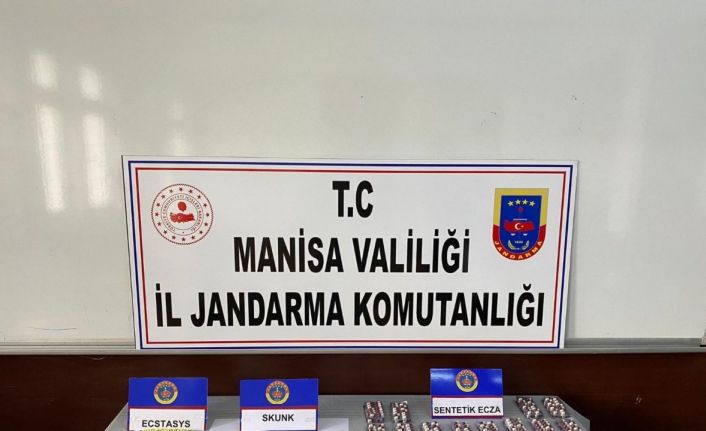 T.C
MANİSA VALİLİĞİ
İL JANDARMA KOMUTANLIĞI
JANDARMA
ECSTASYS
SKUNK
SENTETİK ECZA